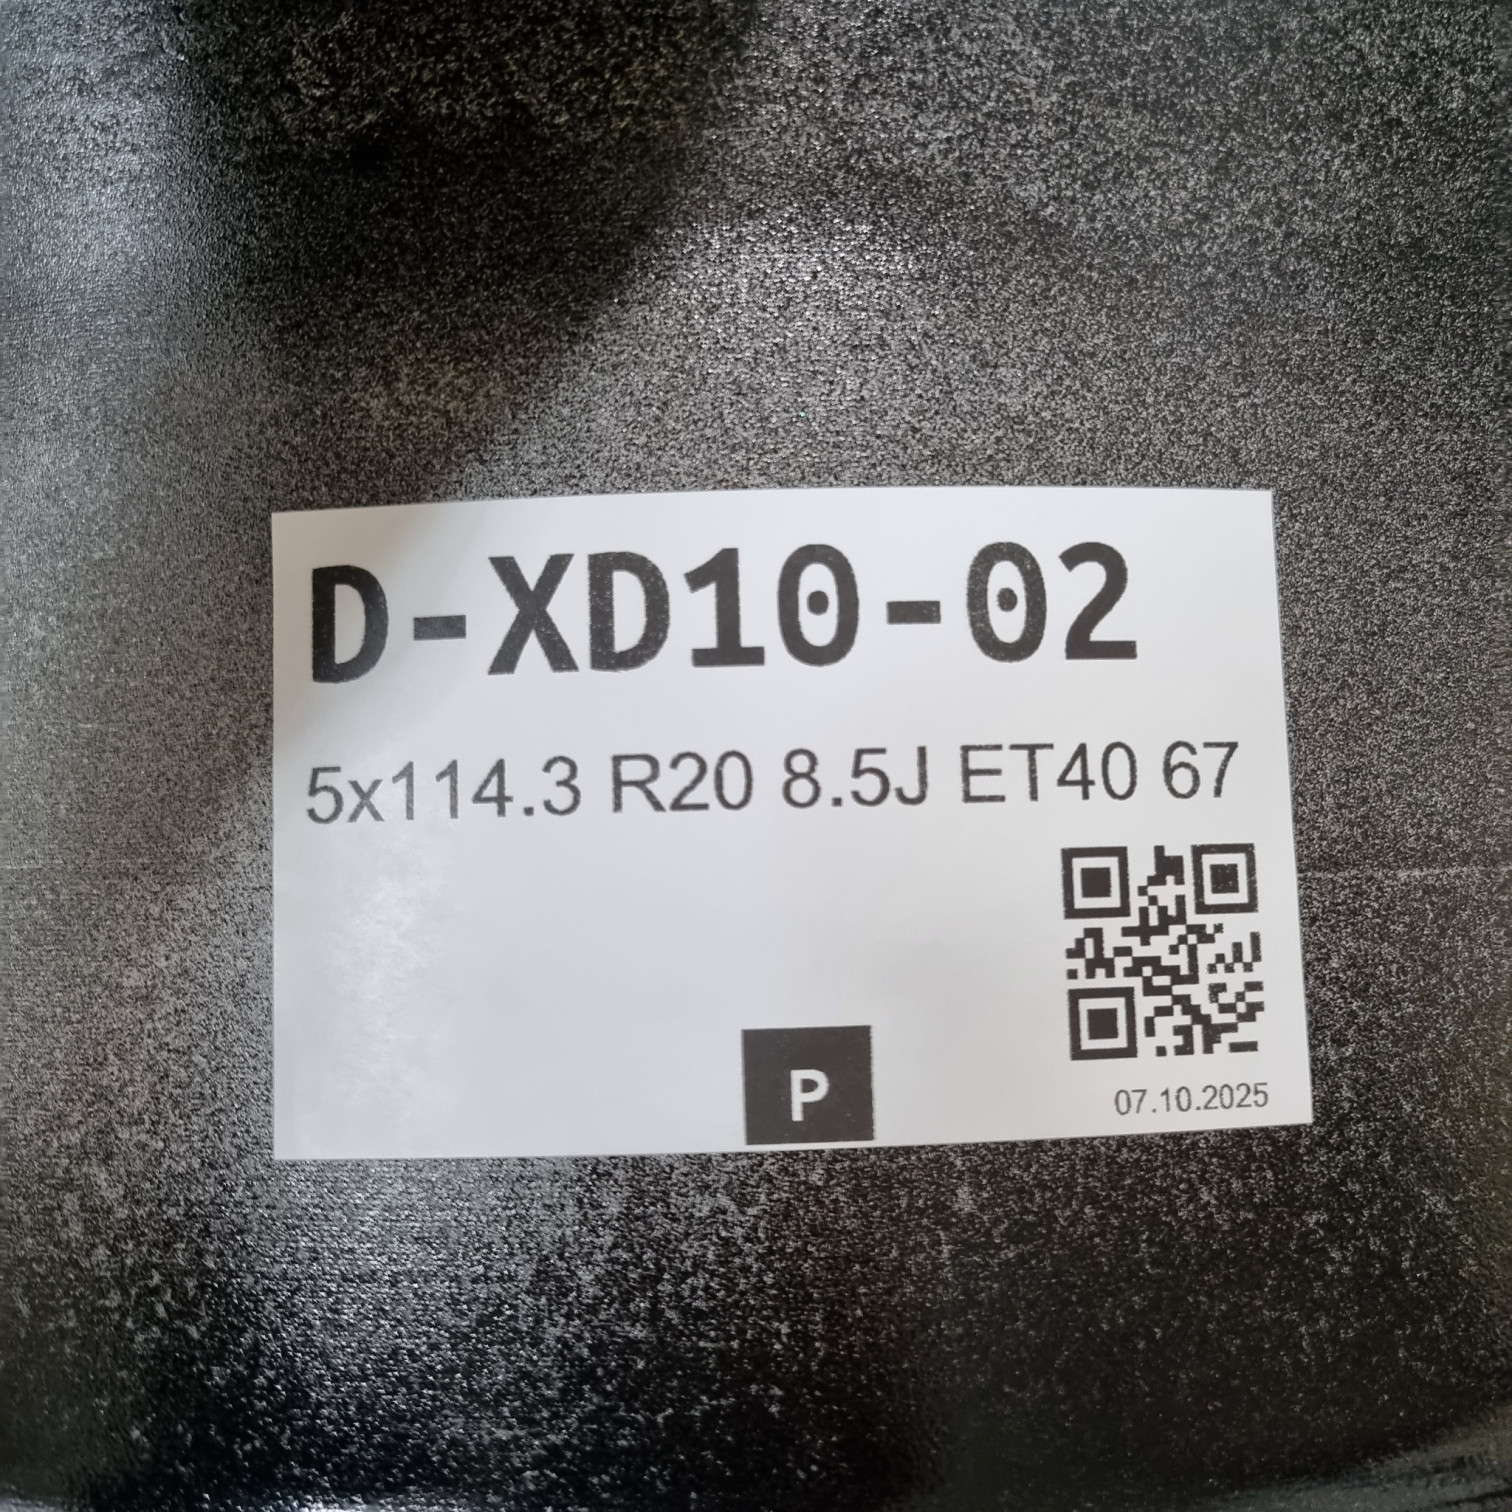 D-XD10-02
5x114.3 R20 8.5J ET40 67
P
07.10.2025